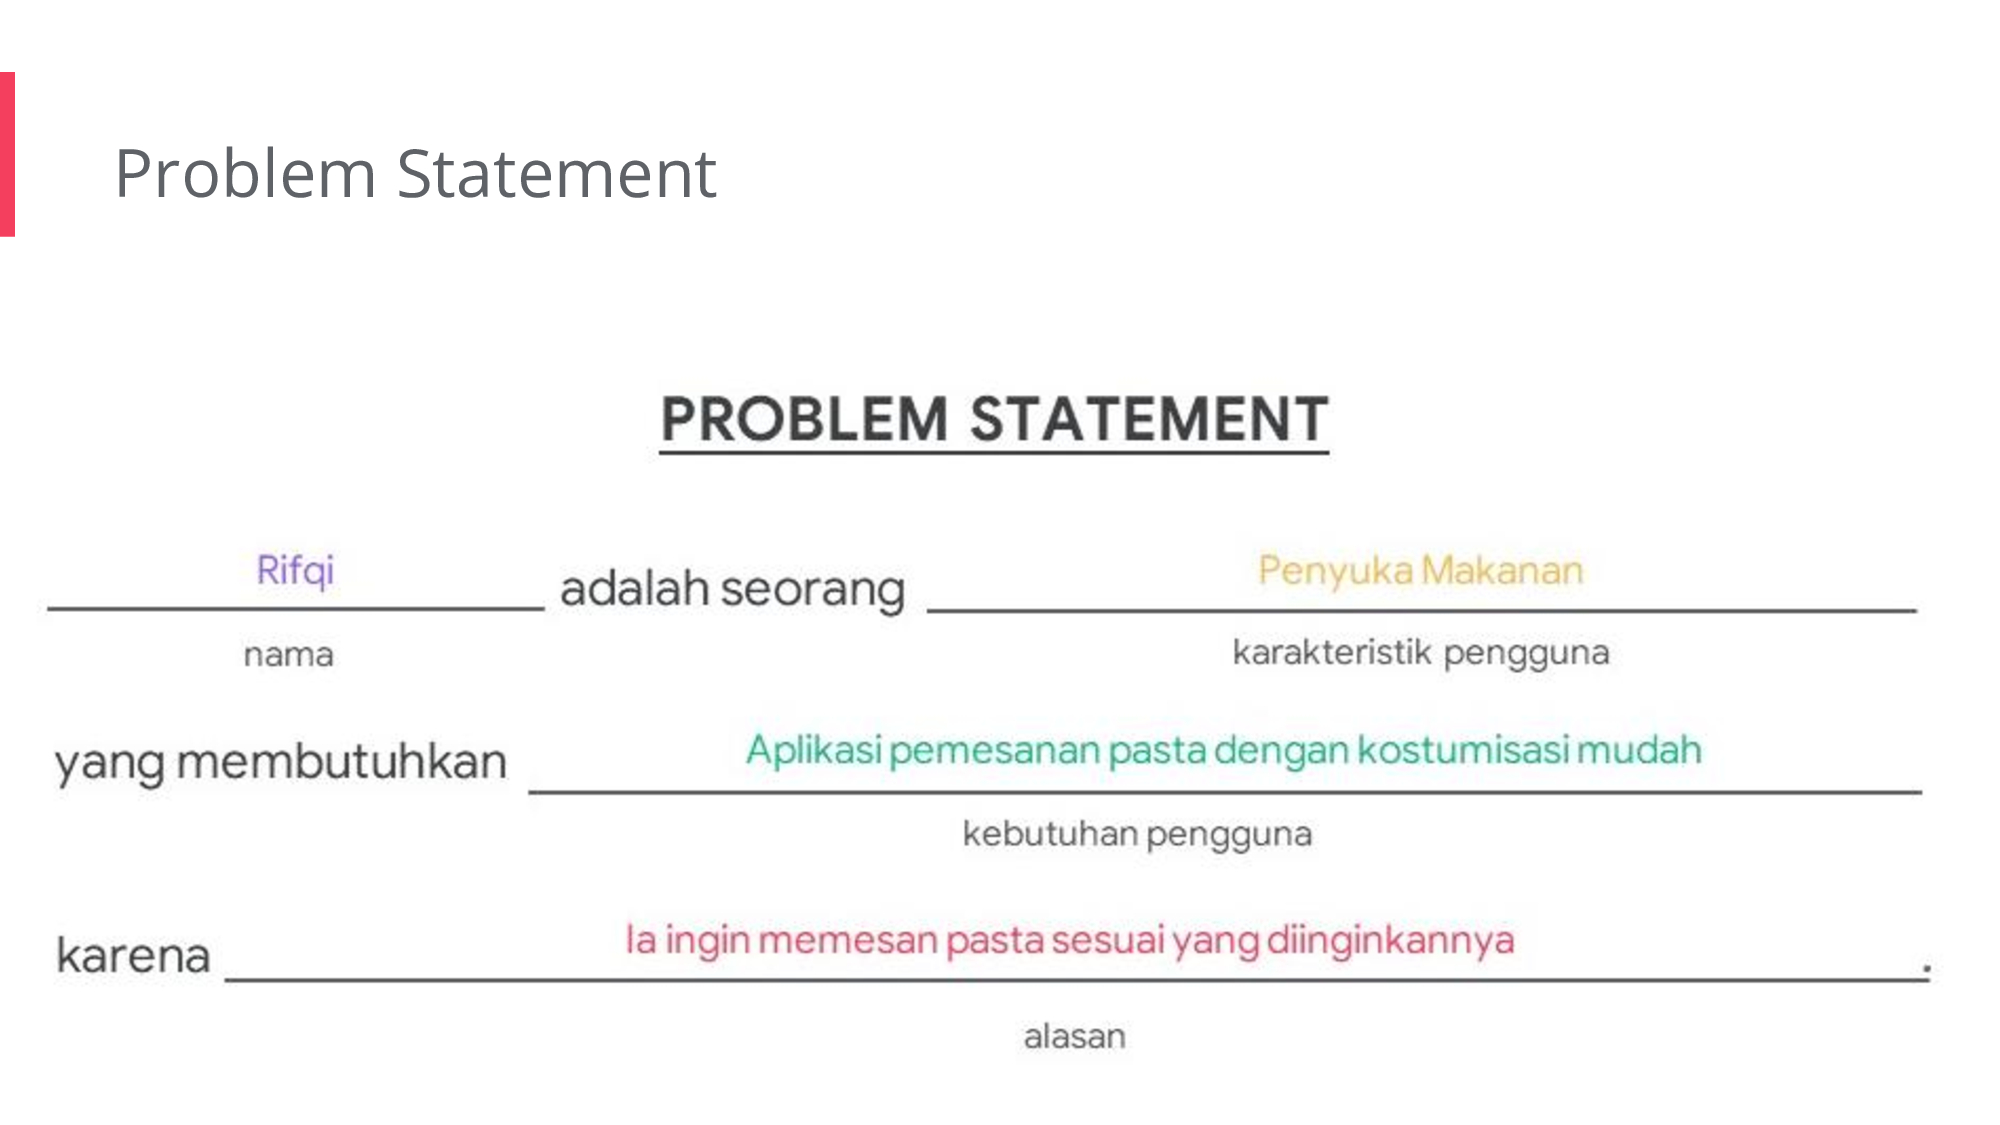 Problem Statement
PROBLEM STATEMENT
Rifqi adalah seorang Penyuka Makanan
nama karakteristik pengguna
yang membutuhkan Aplikasi pemesanan pasta dengan kostumisasi mudah
kebutuhan pengguna
karena Ia ingin memesan pasta sesuai yang diinginkannya .
alasan